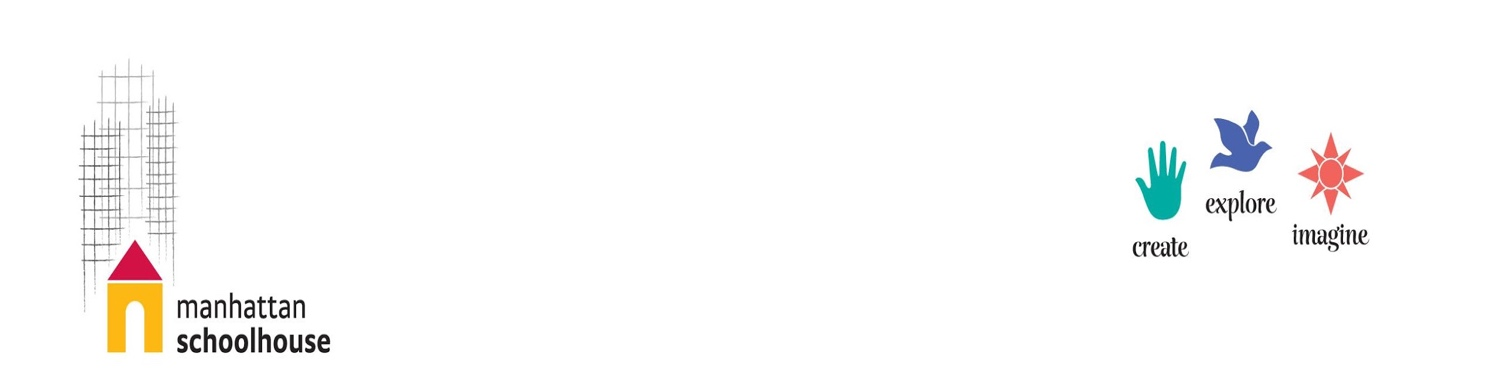 manhattan
schoolhouse
create
explore
imagine